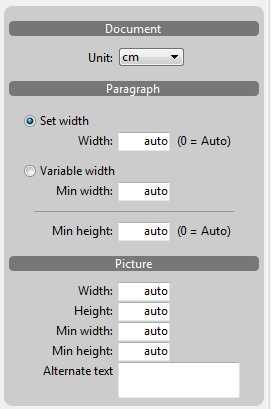 Document
Unit: cm
Paragraph
Set width
Width: auto (0 = Auto)
Variable width
Min width: auto
Min height: auto (0 = Auto)
Picture
Width: auto
Height: auto
Min width: auto
Min height: auto
Alternate text